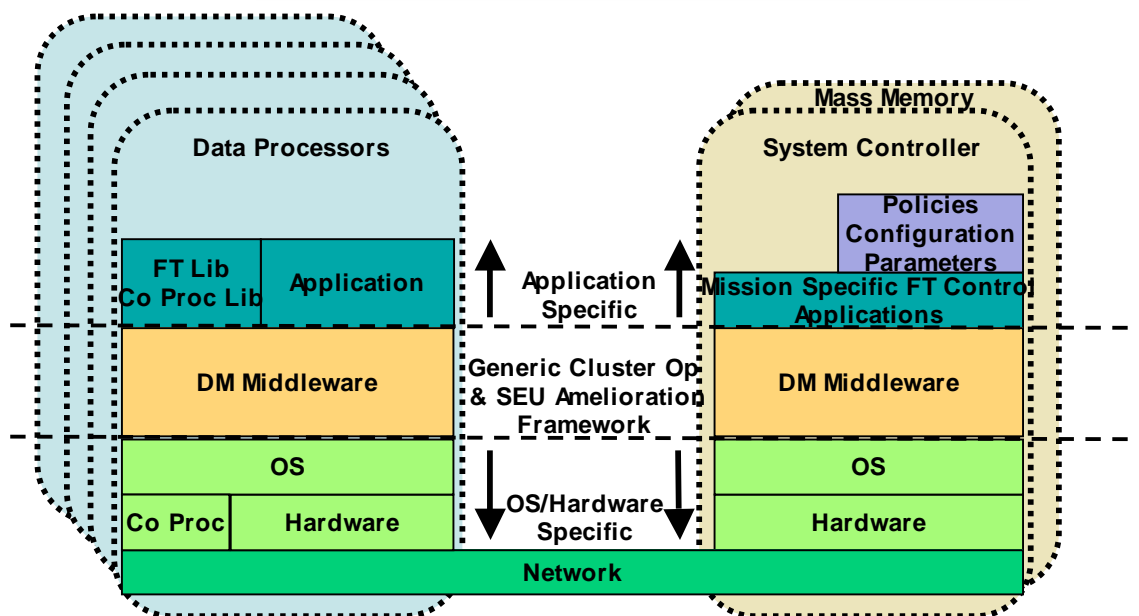 Mass Memory
Data Processors
System Controller
Policies
Configuration
Parameters
FT Lib
Co Proc Lib
Application
Application
Specific
Mission Specific FT Control
Applications
DM Middleware
Generic Cluster Op
& SEU Amelioration
Framework
DM Middleware
OS
OS
Co Proc
Hardware
OS/Hardware
Specific
Hardware
Network